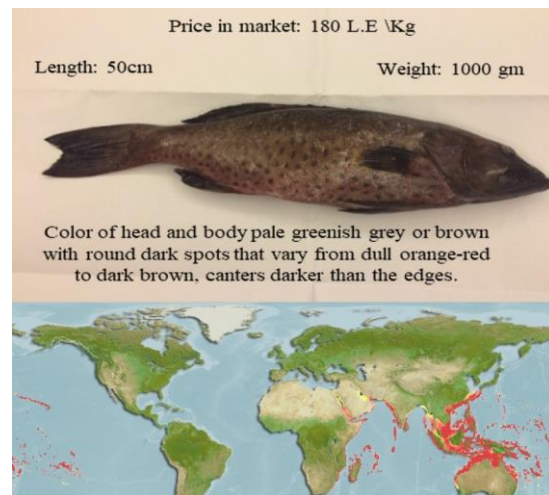 Price in market: 180 L.E \Kg
Length: 50cm
Weight: 1000 gm
Color of head and body pale greenish grey or brown
with round dark spots that vary from dull orange-red
to dark brown, canters darker than the edges.